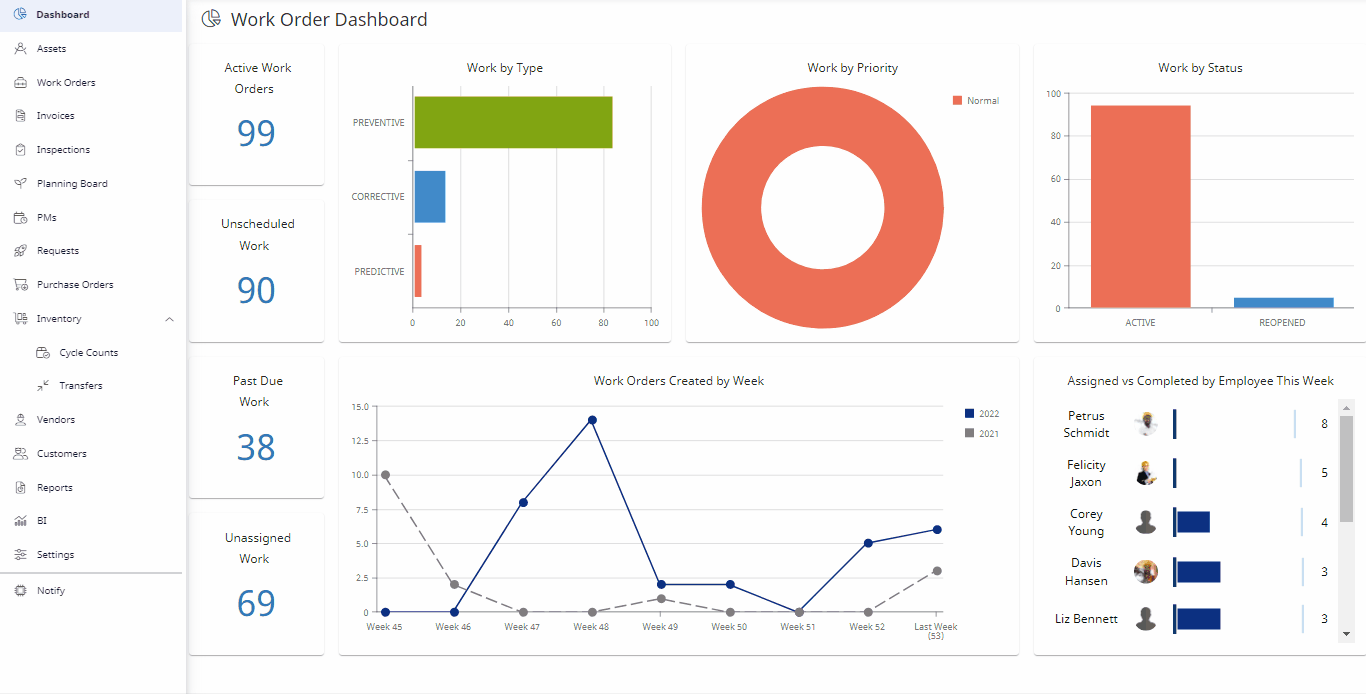 Dashboard
Assets
Work Orders
Invoices
Inspections
Planning Board
PMs
Requests
Purchase Orders
Inventory
Cycle Counts
Transfers
Vendors
Customers
Reports
BI
Settings
Notify
Work Order Dashboard
Active Work
Orders
99
Unscheduled
Work
90
Past Due
Work
38
Unassigned
Work
69
Work by Type
PREVENTIVE
CORRECTIVE
PREDICTIVE
0 20 40 60 80 100
Work by Priority
Normal
Work by Status
100
80
60
40
20
0
ACTIVE REOPENED
Work Orders Created by Week
15.0
12.5
10.0
7.5
5.0
2.5
0
Week 45 Week 46 Week 47 Week 48 Week 49 Week 50 Week 51 Week 52 Last Week
(53)
2022
2021
Assigned vs Completed by Employee This Week
Petrus
Schmidt
8
Felicity
Jaxon
5
Corey
Young
4
Davis
Hansen
3
Liz Bennett
3